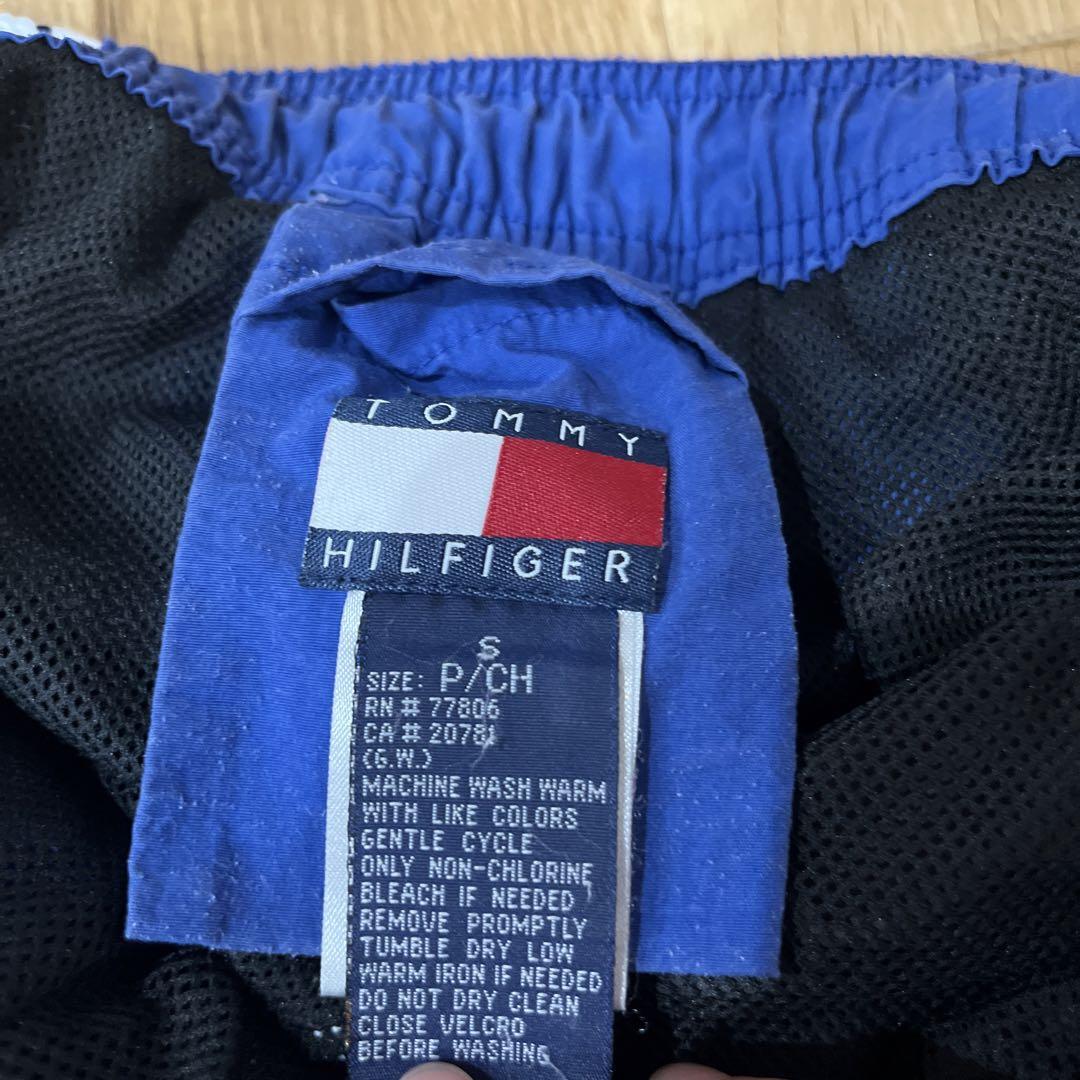 TOMMY
HILFIGER
S
SIZE: P/CH
RN # 77806
CA # 20781
(G.W.)
MACHINE WASH WARM
WITH LIKE COLORS
GENTLE CYCLE
ONLY NON-CHLORINE
BLEACH IF NEEDED
REMOVE PROMPTLY
TUMBLE DRY LOW
WARM IRON IF NEEDED
DO NOT DRY CLEAN
CLOSE VELCRO
BEFORE WASHING